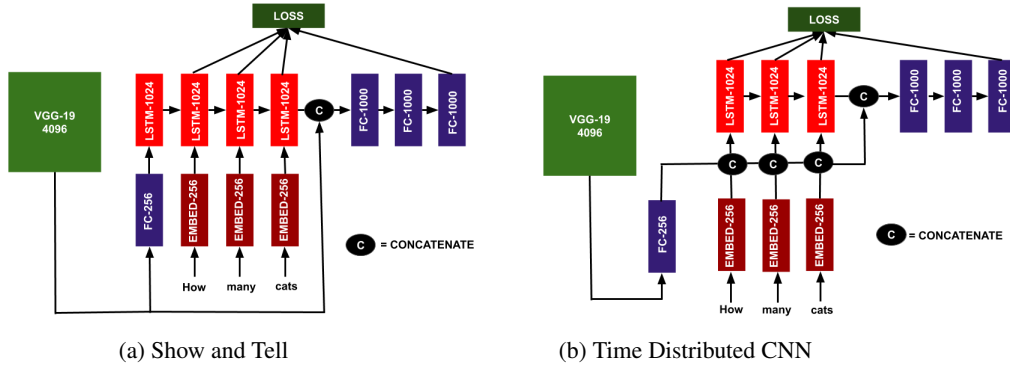 LOSS
VGG-19
4096
LSTM-1024
LSTM-1024
LSTM-1024
LSTM-1024
C
FC-1000
FC-1000
FC-1000
FC-256
EMBED-256
EMBED-256
EMBED-256
C = CONCATENATE
How many cats
(a) Show and Tell
LOSS
VGG-19
4096
LSTM-1024
LSTM-1024
LSTM-1024
C
FC-1000
FC-1000
FC-1000
C C C
FC-256
EMBED-256
EMBED-256
EMBED-256
C = CONCATENATE
How many cats
(b) Time Distributed CNN